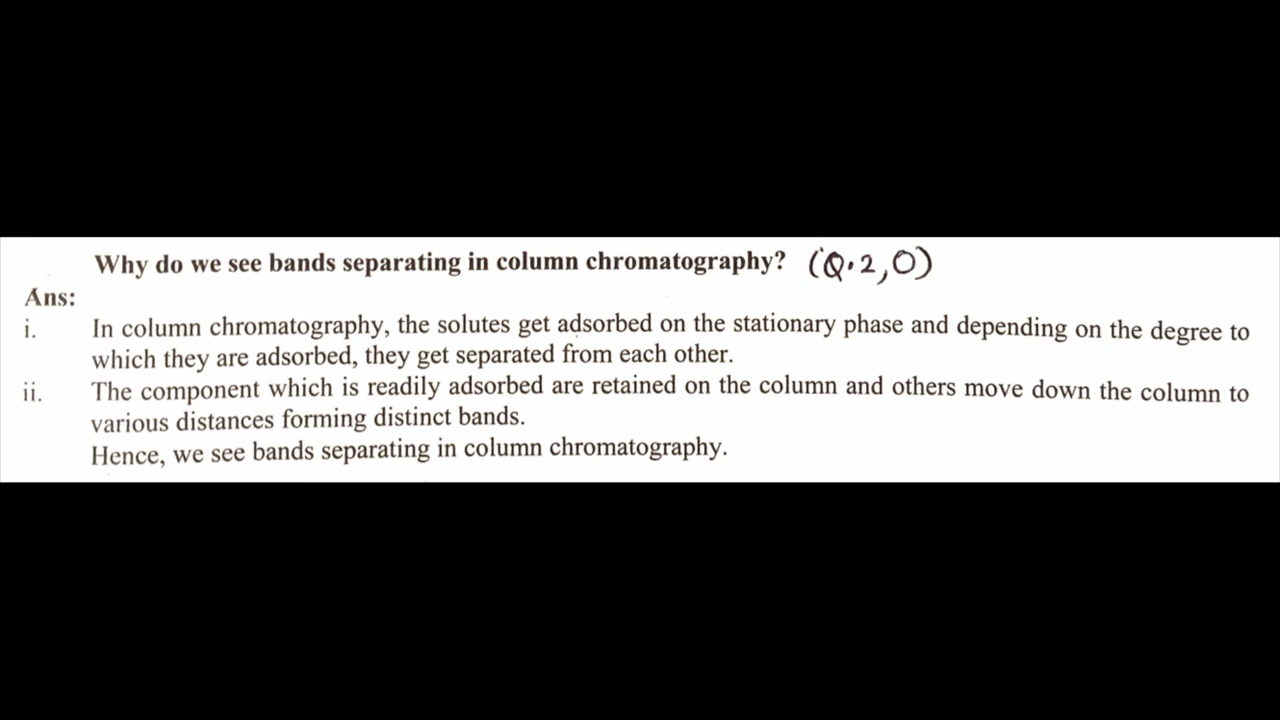 Why do we see bands separating in column chromatography? (Q.2,O)
Ans:
i. In column chromatography, the solutes get adsorbed on the stationary phase and depending on the degree to
which they are adsorbed, they get separated from each other.
ii. The component which is readily adsorbed are retained on the column and others move down the column to
various distances forming distinct bands.
Hence, we see bands separating in column chromatography.